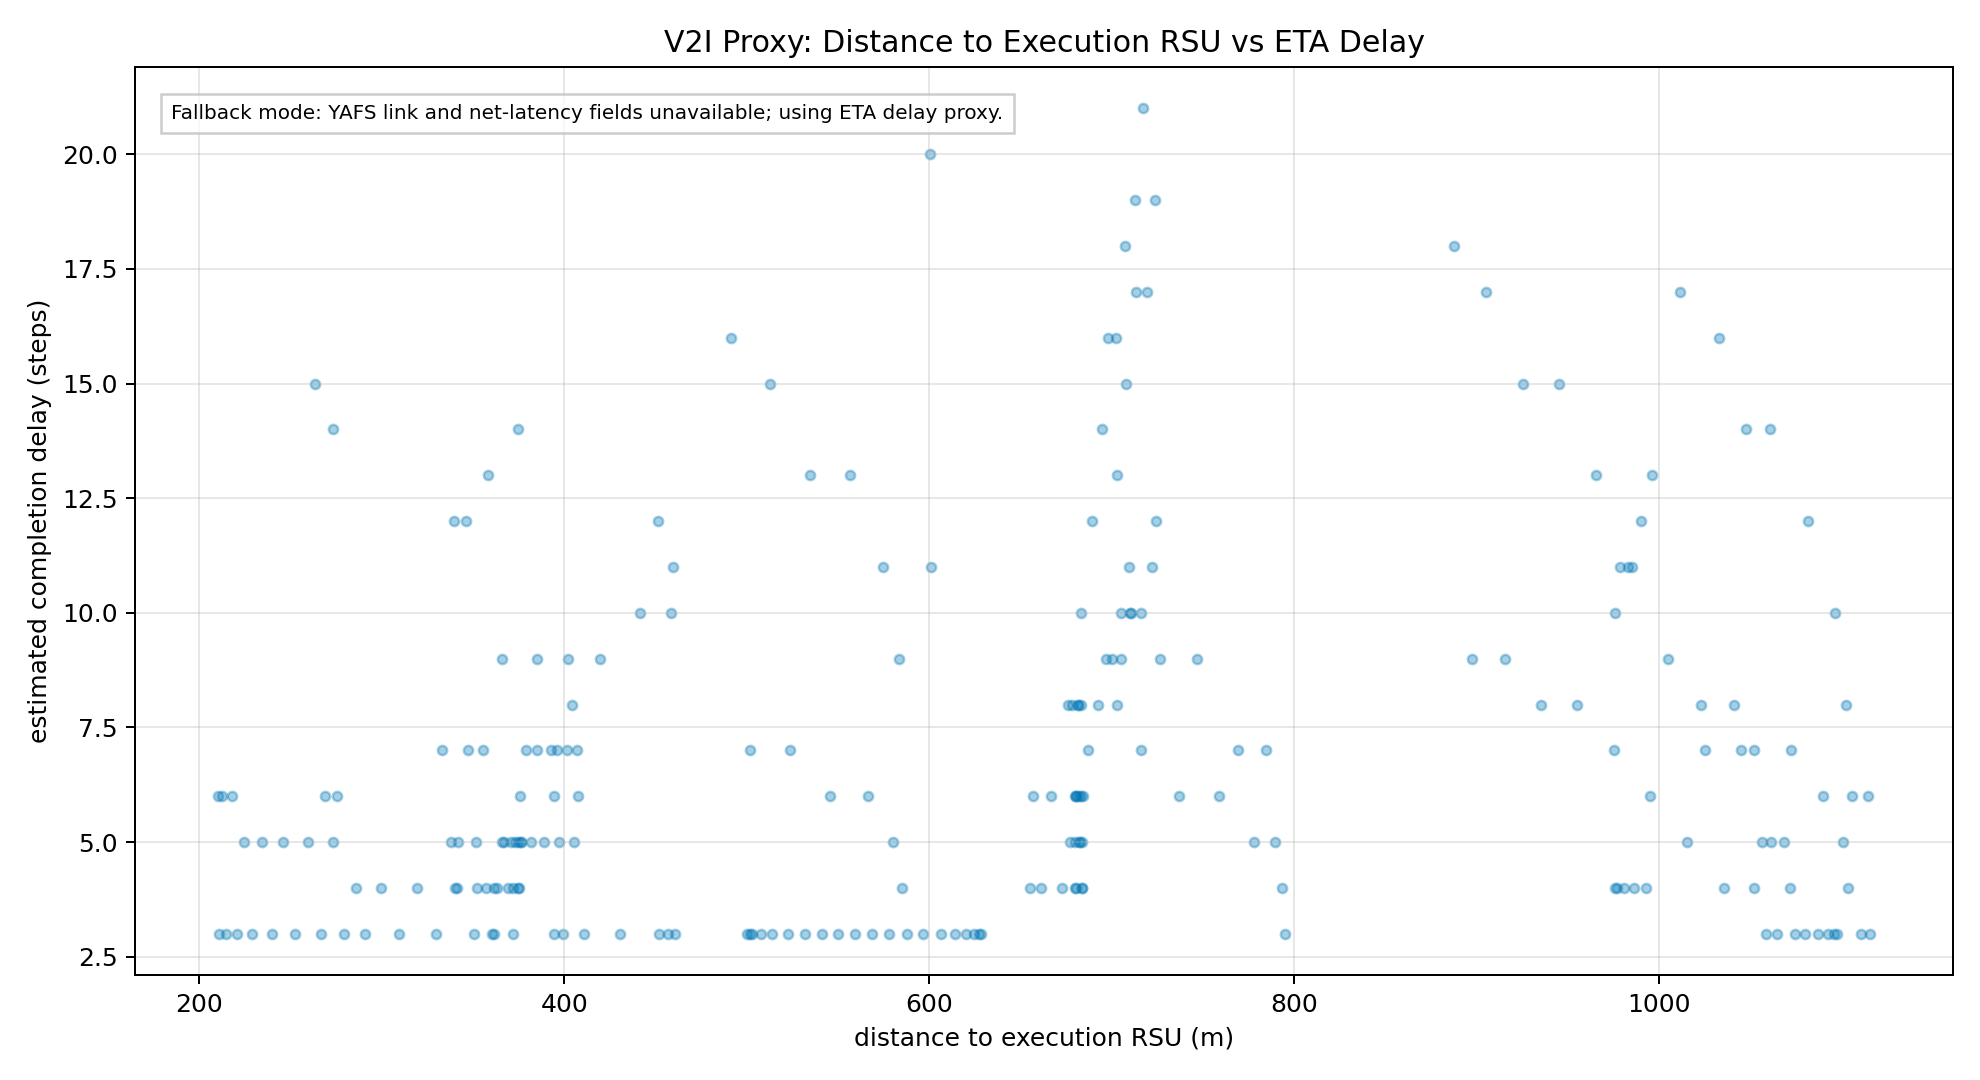 V2I Proxy: Distance to Execution RSU vs ETA Delay
Fallback mode: YAFS link and net-latency fields unavailable; using ETA delay proxy.
estimated completion delay (steps)
20.0
17.5
15.0
12.5
10.0
7.5
5.0
2.5
200 400 600 800 1000
distance to execution RSU (m)